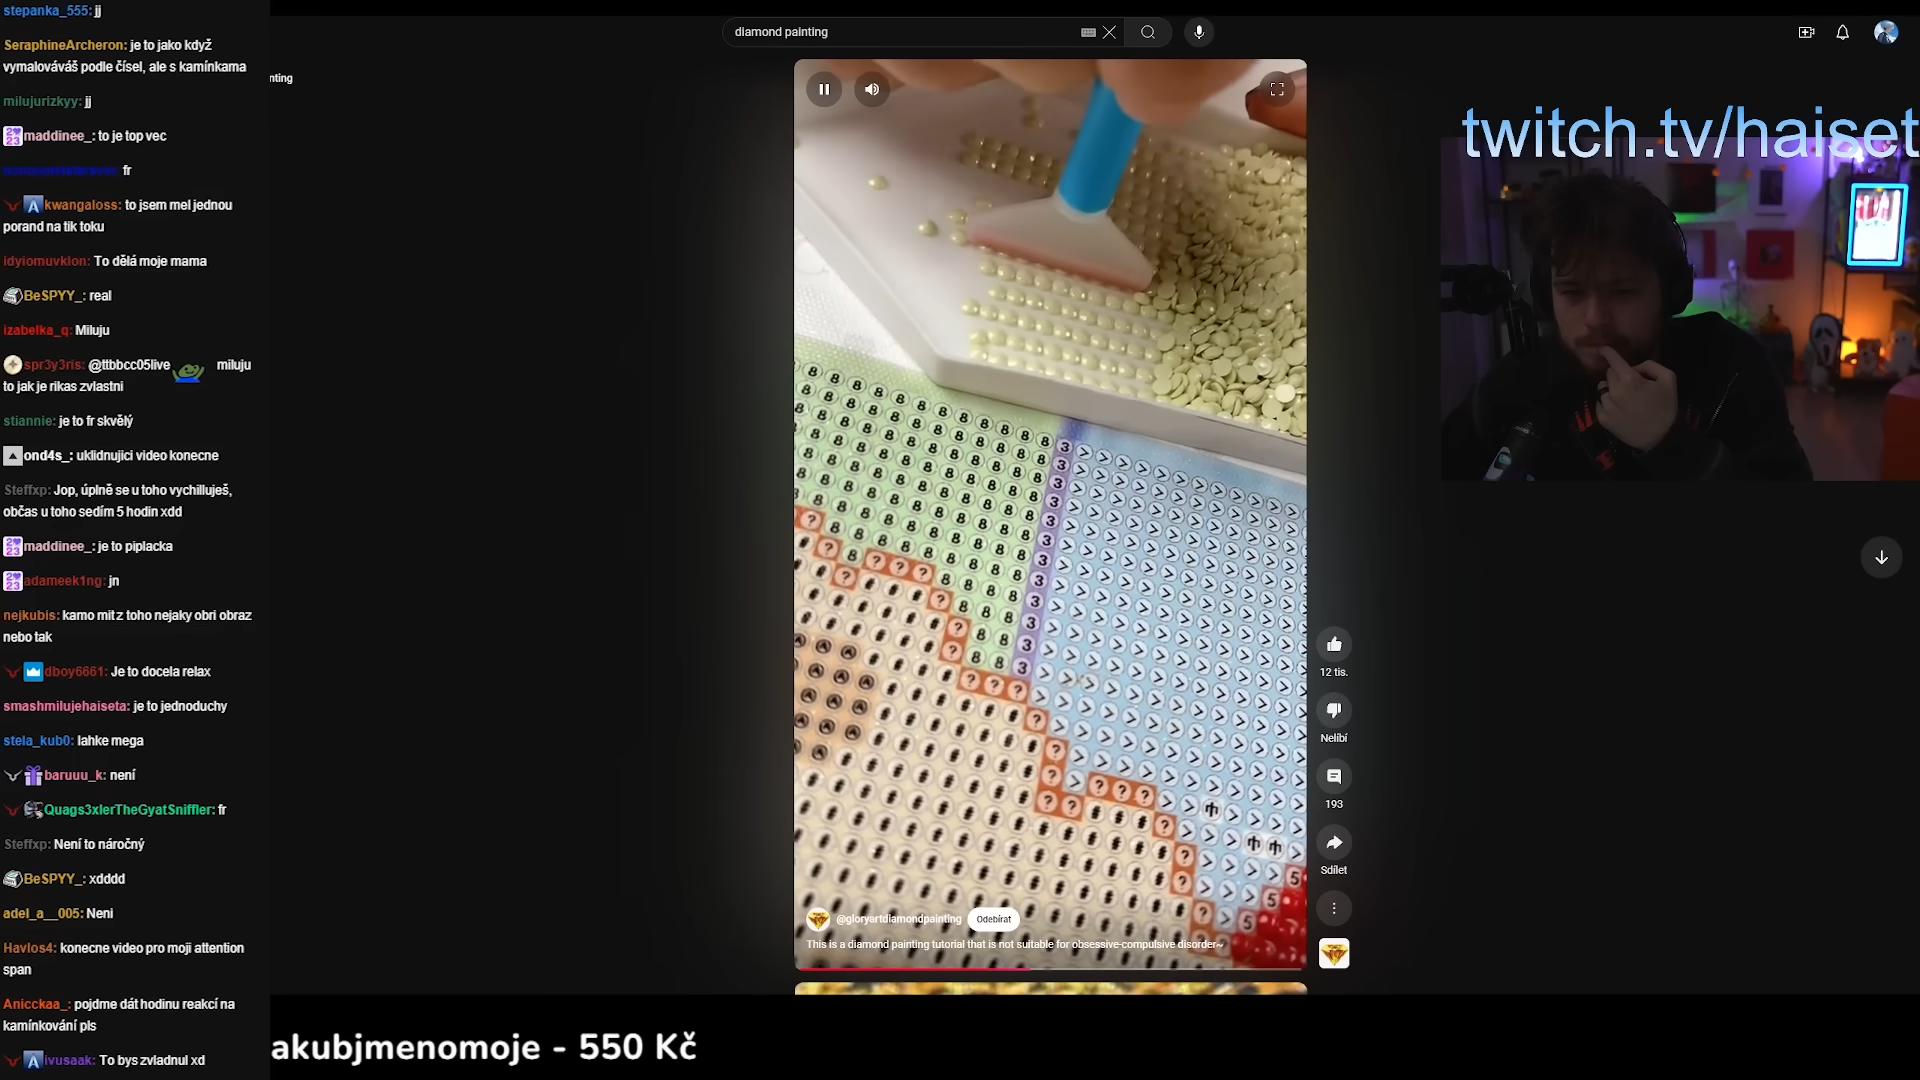 stepanka_555: jj
SeraphineArcheron: je to jako když
vymalováváš podle čísel, ale s kamínkama
milujurizkyy: jj
maddinee_: to je top vec
fr
kwangaloss: to jsem mel jednou
porand na tik toku
idyiomuvklon: To dělá moje mama
BeSPYY_: real
izabelka_q: Miluju
spr3y3ris: @ttbbcc05live miluju
to jak je rikas zvlastni
stiannie: je to fr skvělý
ond4s_: uklidnujici video konecne
Steffxp: Jop, úplně se u toho vychilluješ,
občas u toho sedím 5 hodin xdd
maddinee_: je to piplacka
adameek1ng: jn
nejkubis: kamo mit z toho nejaky obri obraz
nebo tak
dboy6661: Je to docela relax
smashmilujehaiseta: je to jednoduchy
stela_kub0: lahke mega
baruuu_k: není
Quags3xlerTheGyatSniffler: fr
Steffxp: Není to náročný
BeSPYY_: xdddd
adel_a__005: Neni
Havlos4: konecne video pro moji attention
span
Anicckaa_: pojdme dát hodinu reakcí na
kamínkování pls
ivusaak: To bys zvladnul xd
diamond painting
nting
twitch.tv/haiset
12 tis.
Nelíbí
193
Sdílet
@gloryartdiamondpainting Odebírat
This is a diamond painting tutorial that is not suitable for obsessive-compulsive disorder~
akubjmenomoje - 550 Kč